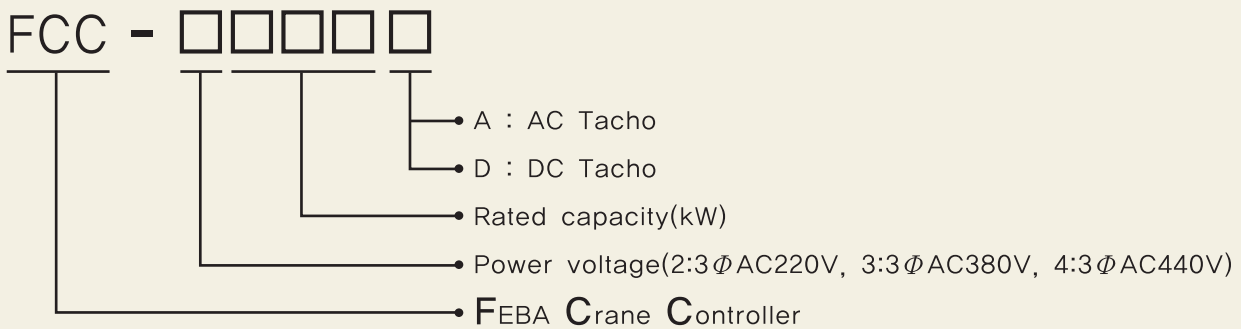 FCC - □□□□□
A : AC Tacho
D : DC Tacho
Rated capacity(kW)
Power voltage(2:3ΦAC220V, 3:3ΦAC380V, 4:3ΦAC440V)
FEBA Crane Controller